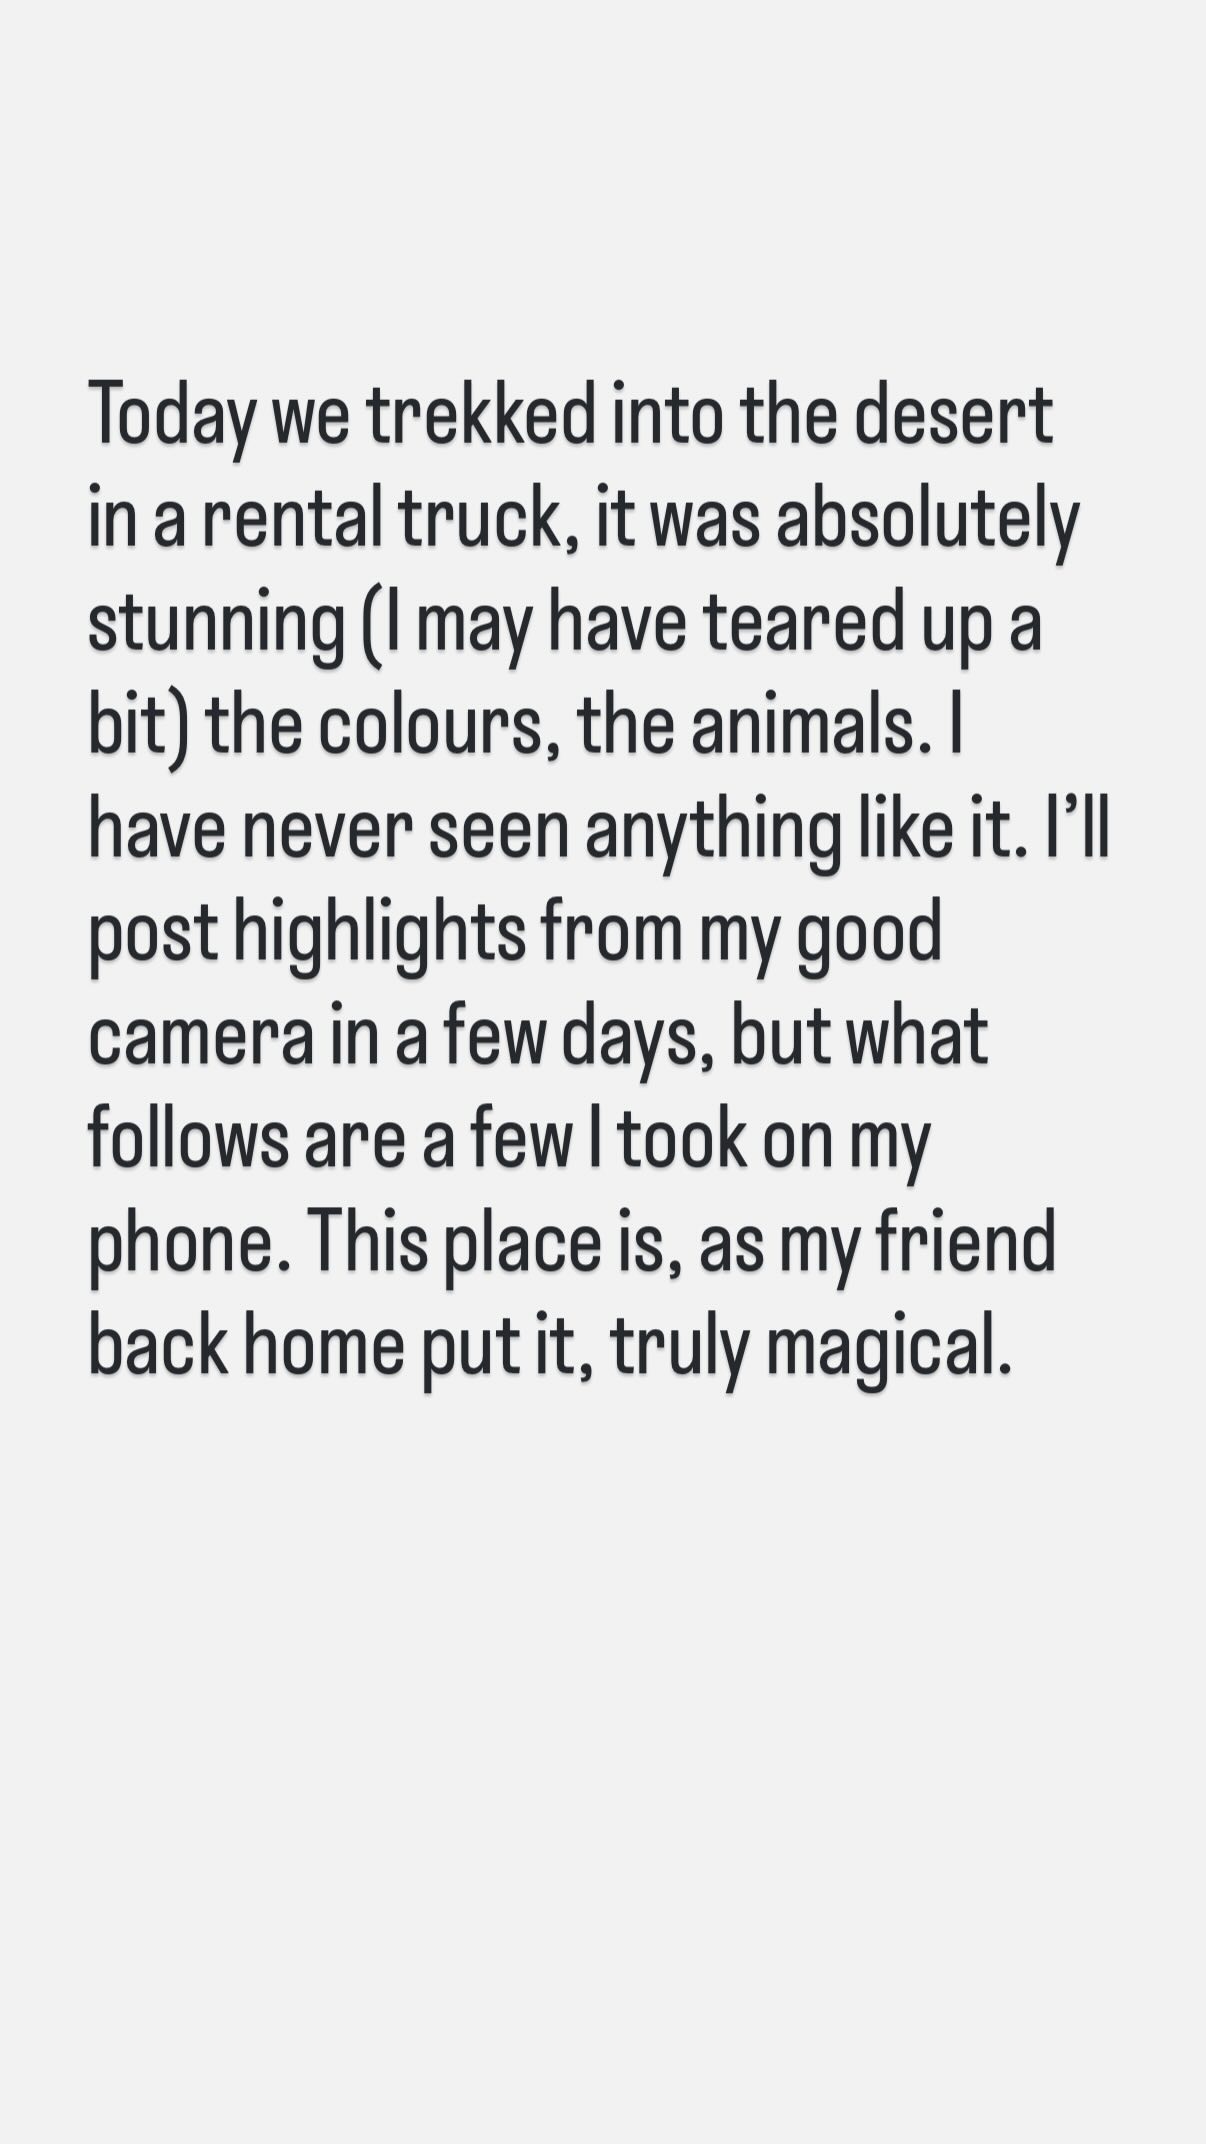 Today we trekked into the desert
in a rental truck, it was absolutely
stunning (I may have teared up a
bit) the colours, the animals. I
have never seen anything like it. I’ll
post highlights from my good
camera in a few days, but what
follows are a few I took on my
phone. This place is, as my friend
back home put it, truly magical.